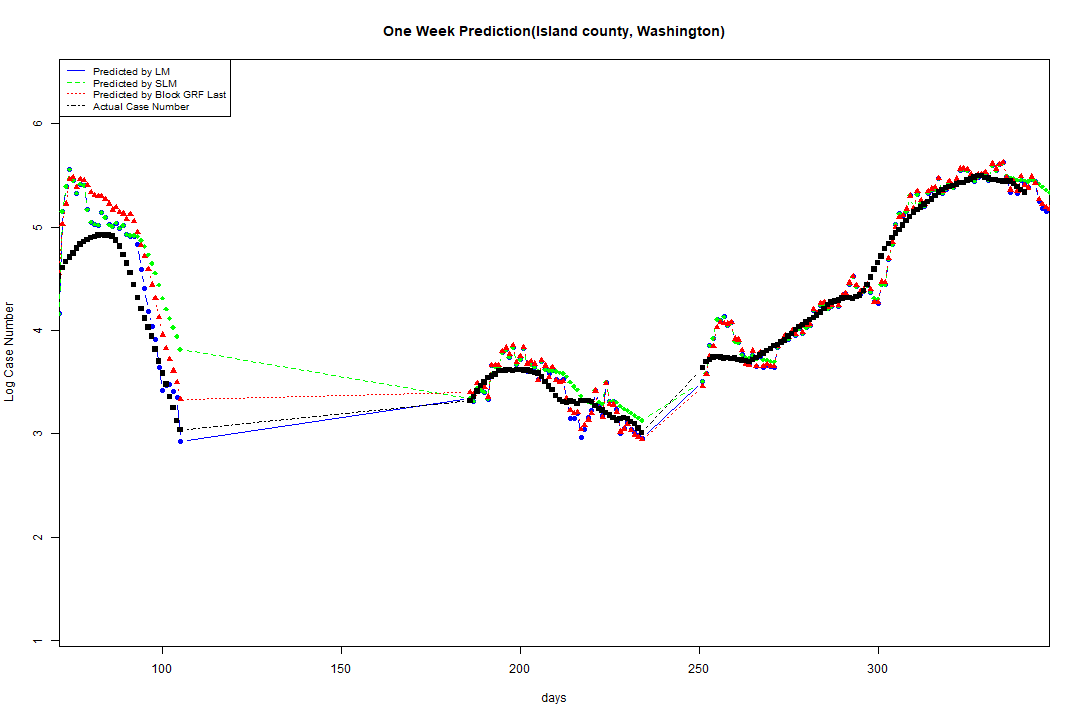 One Week Prediction(Island county, Washington)
Predicted by LM
Predicted by SLM
Predicted by Block GRF Last
Actual Case Number
6
5
4
3
2
1
Log Case Number
100 150 200 250 300
days